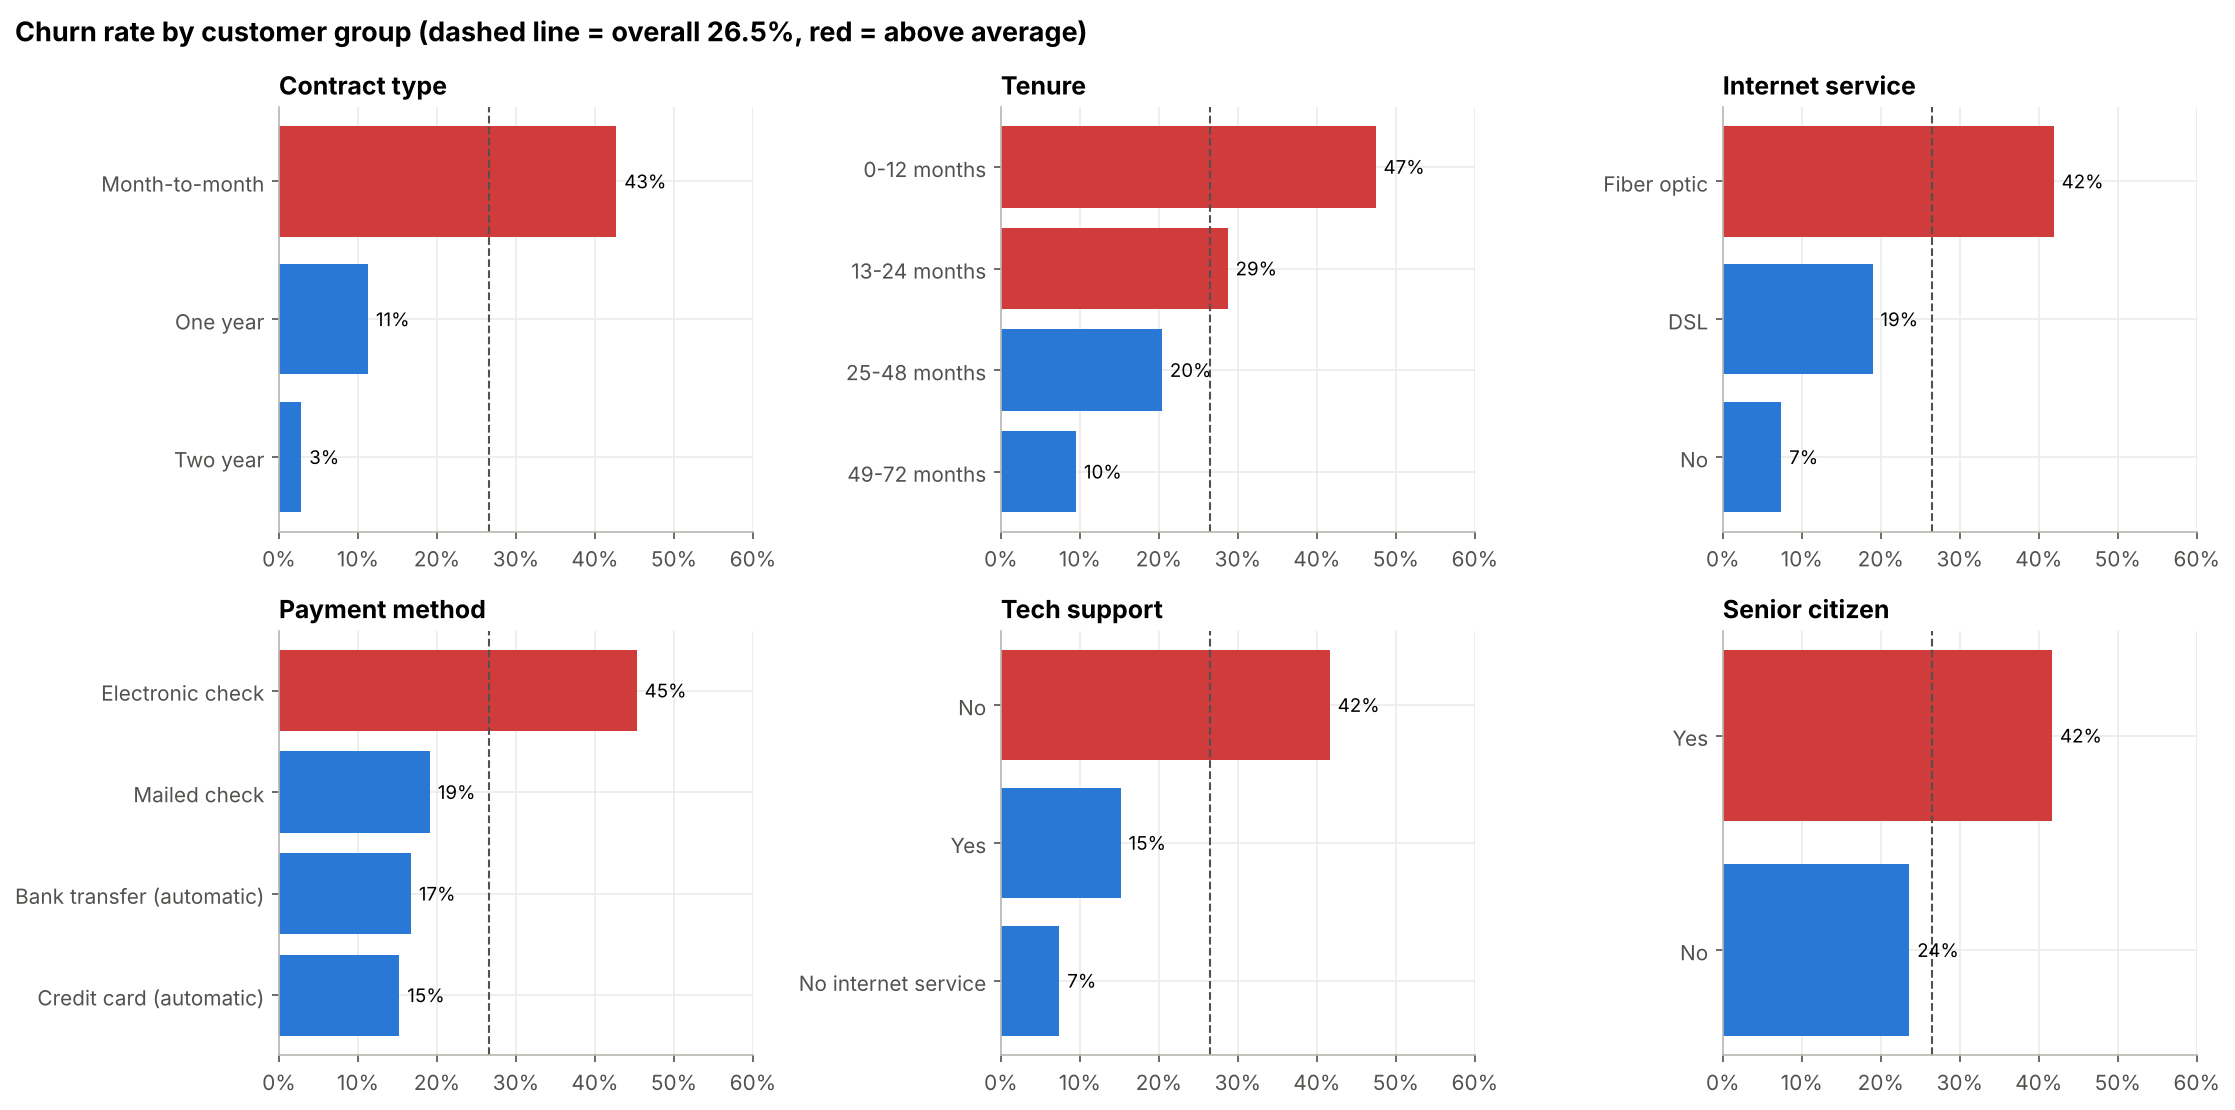 Churn rate by customer group (dashed line = overall 26.5%, red = above average)
Contract type
Month-to-month
43%
One year
11%
Two year
3%
0% 10% 20% 30% 40% 50% 60%
Tenure
0-12 months
47%
13-24 months
29%
25-48 months
20%
49-72 months
10%
0% 10% 20% 30% 40% 50% 60%
Internet service
Fiber optic
42%
DSL
19%
No
7%
0% 10% 20% 30% 40% 50% 60%
Payment method
Electronic check
45%
Mailed check
19%
Bank transfer (automatic)
17%
Credit card (automatic)
15%
0% 10% 20% 30% 40% 50% 60%
Tech support
No
42%
Yes
15%
No internet service
7%
0% 10% 20% 30% 40% 50% 60%
Senior citizen
Yes
42%
No
24%
0% 10% 20% 30% 40% 50% 60%